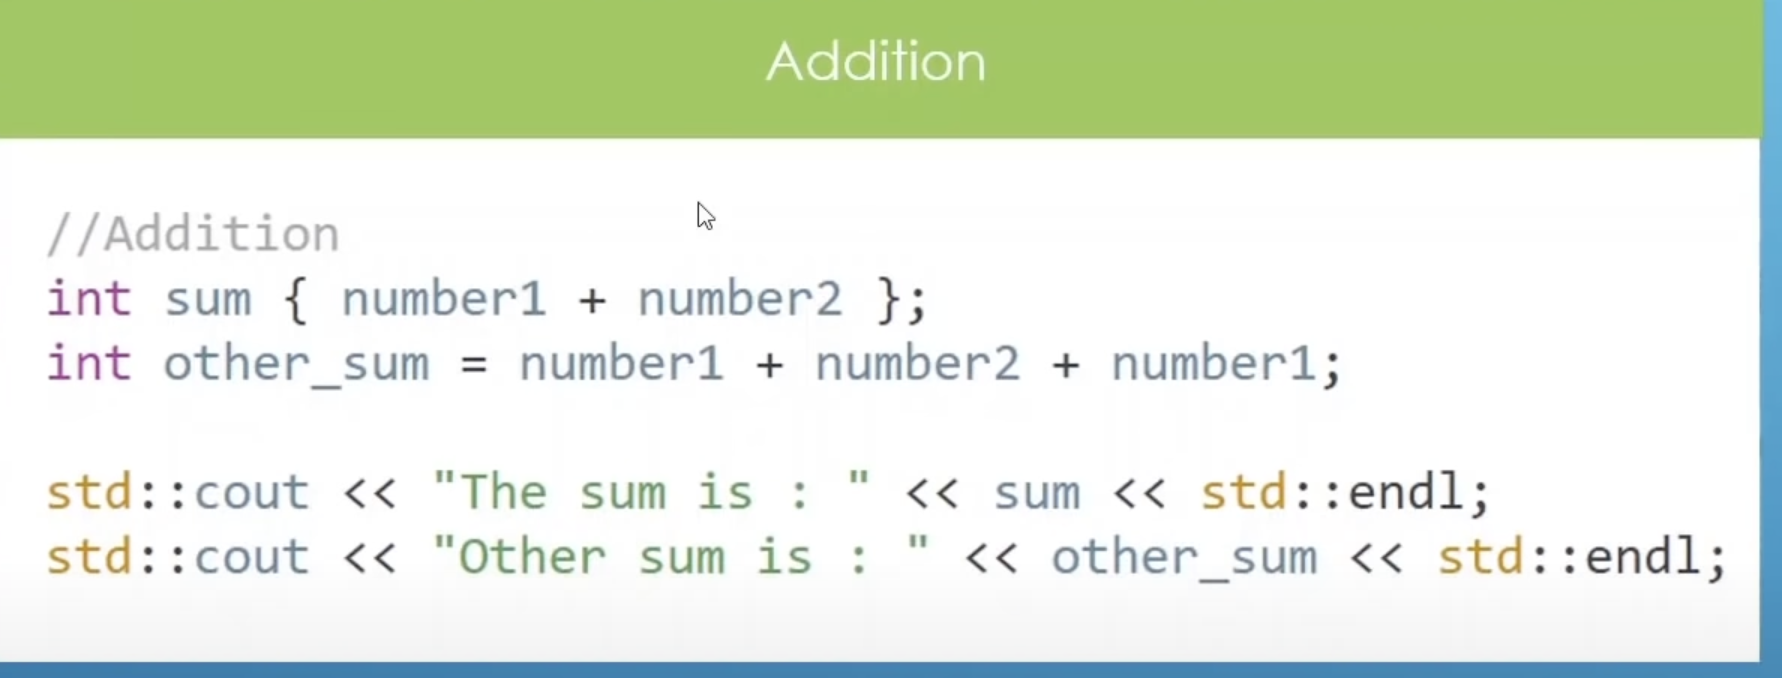 Addition
//Addition
int sum { number1 + number2 };
int other_sum = number1 + number2 + number1;
std::cout << "The sum is : " << sum << std::endl;
std::cout << "Other sum is : " << other_sum << std::endl;